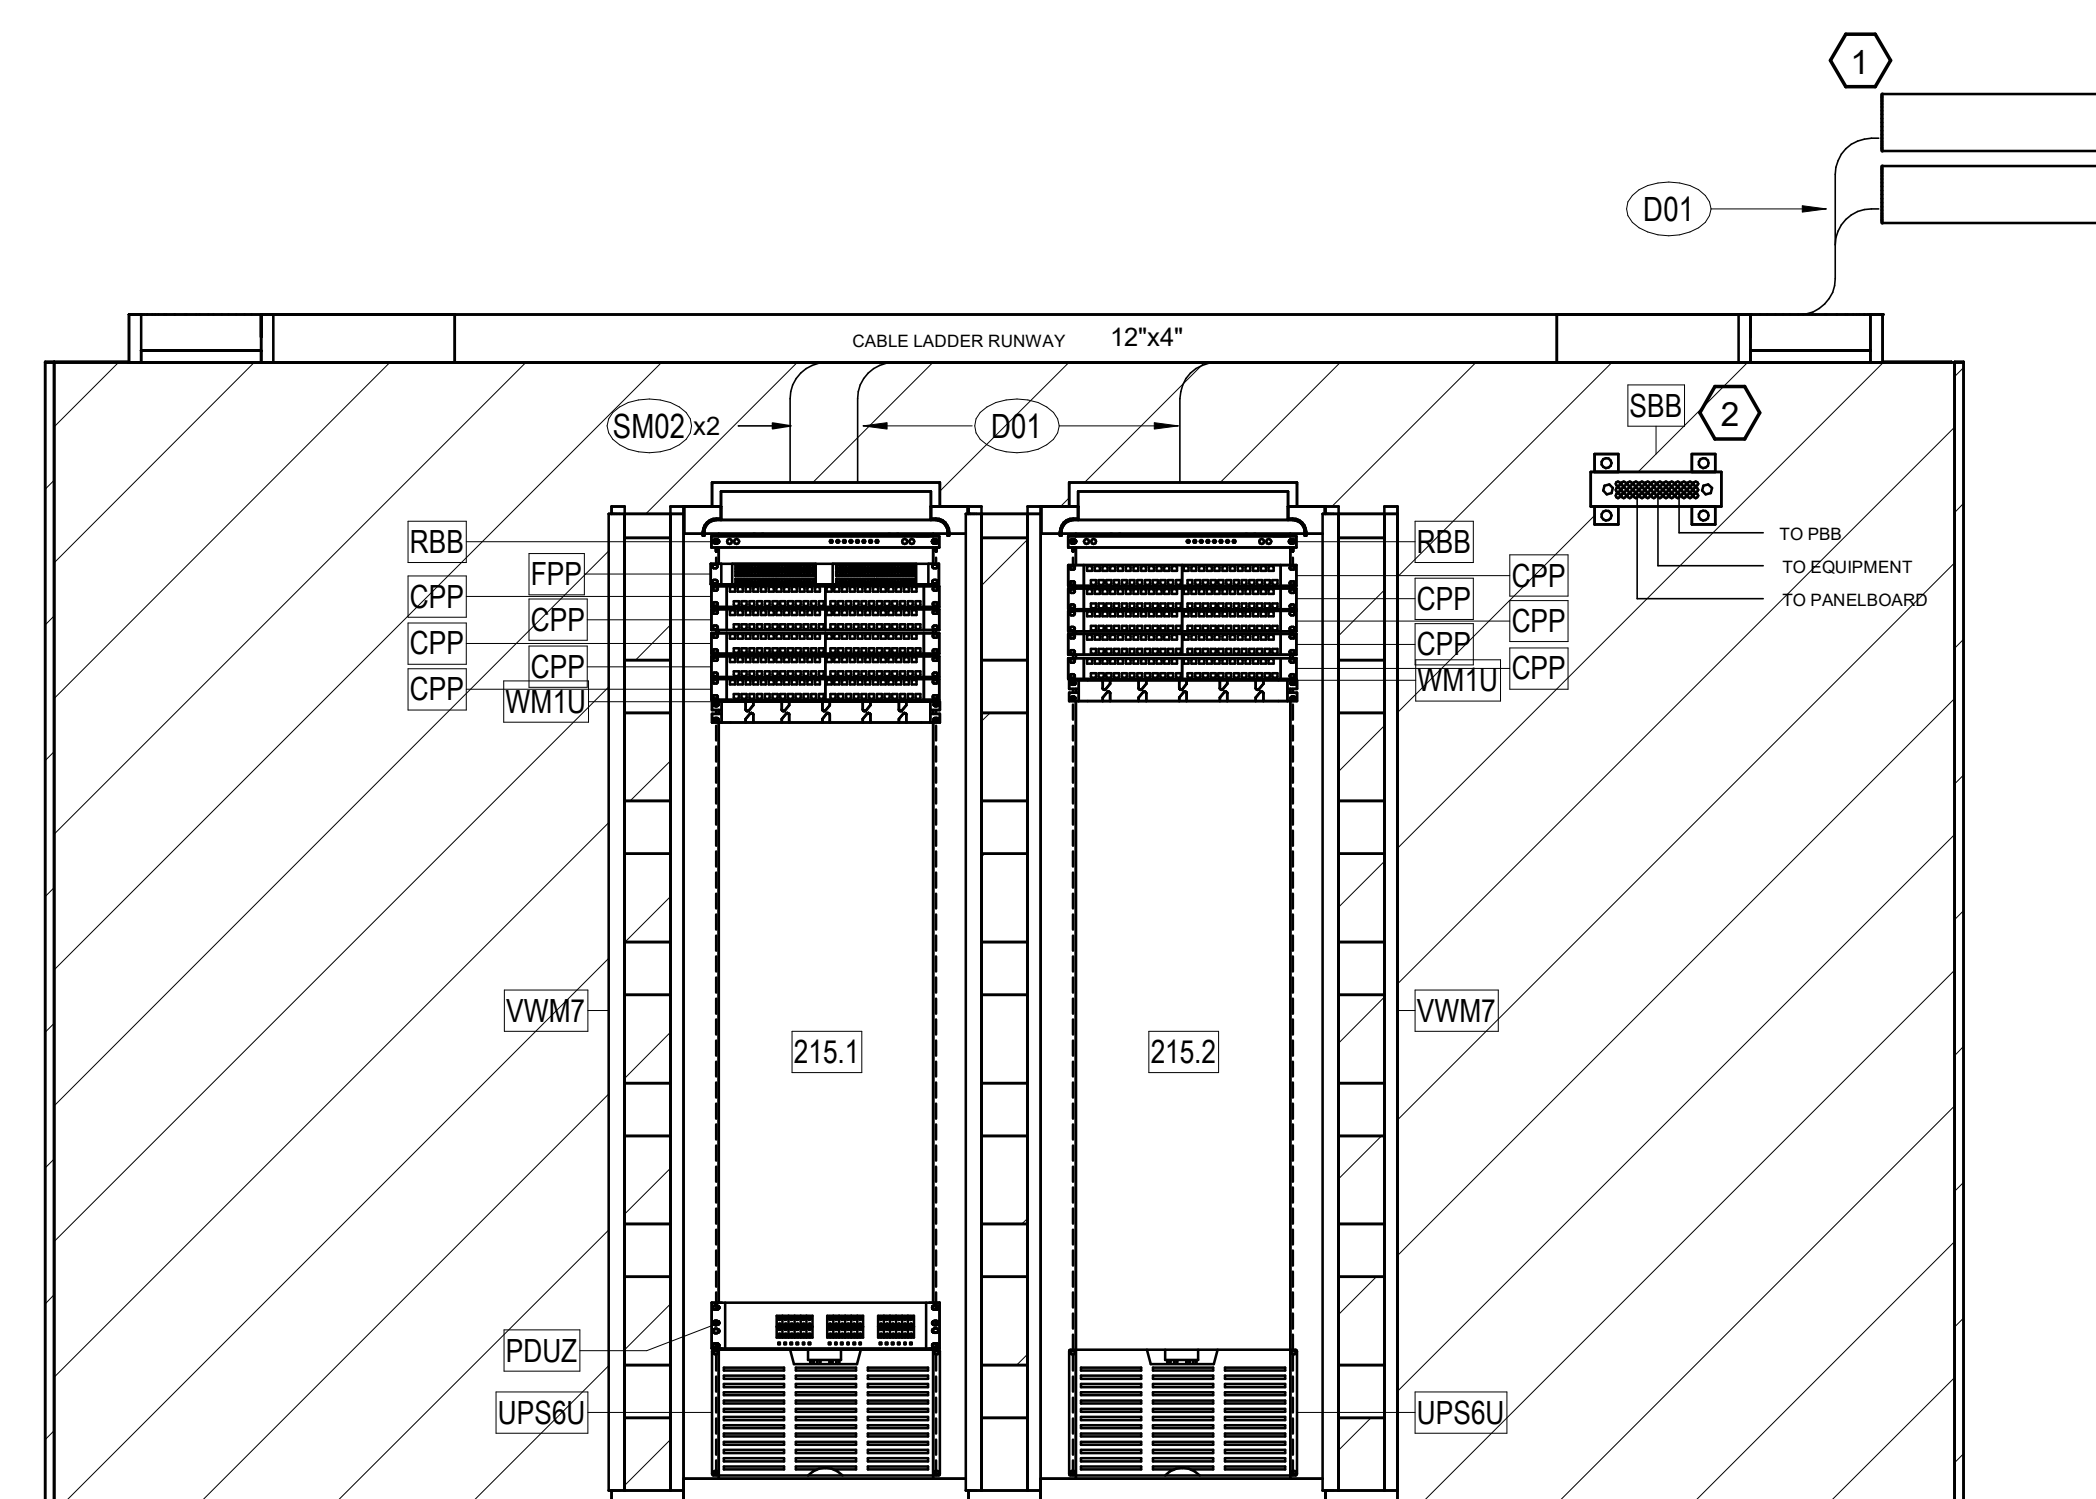 1
D01
CABLE LADDER RUNWAY 12"x4"
SM02 x2
D01
SBB 2
RBB
RBB
TO PBB
FPP
CPP
TO EQUIPMENT
CPP
CPP
TO PANELBOARD
CPP
CPP
CPP
CPP
CPP
CPP
CPP
WM1U
WM1U
VWM7
VWM7
215.1
215.2
PDUZ
UPS6U
UPS6U